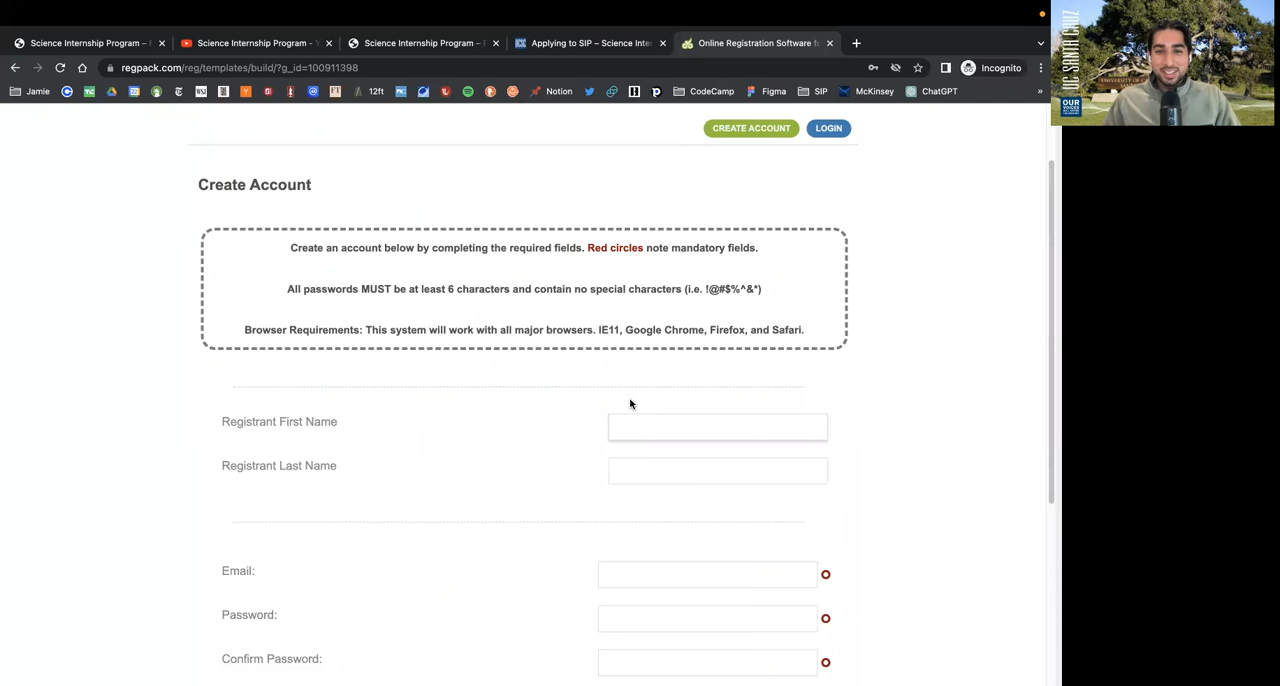 Science Internship Program –
Science Internship Program -
Science Internship Program –
Applying to SIP – Science Inte
Online Registration Software fo
regpack.com/reg/templates/build/?g_id=100911398
Incognito
Jamie
12ft
Notion
CodeCamp
Figma
SIP
McKinsey
ChatGPT
»
UC SANTA CRUZ
OUR
CREATE ACCOUNT
LOGIN
Create Account
Create an account below by completing the required fields. Red circles note mandatory fields.
All passwords MUST be at least 6 characters and contain no special characters (i.e. !@#$%^&*)
Browser Requirements: This system will work with all major browsers. IE11, Google Chrome, Firefox, and Safari.
Registrant First Name
Registrant Last Name
Email:
Password:
Confirm Password: